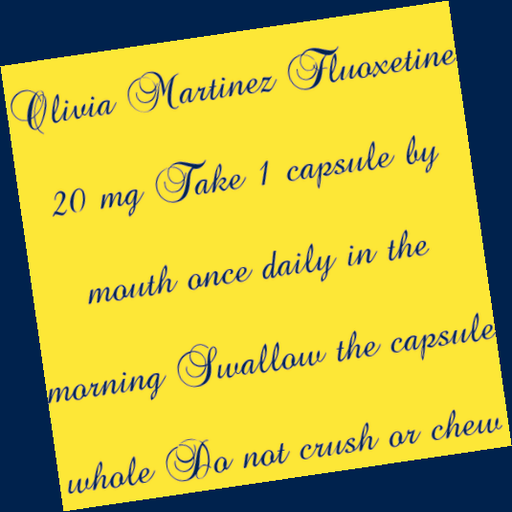 Olivia Martinez Fluoxetine
20 mg Take 1 capsule by
mouth once daily in the
morning Swallow the capsule
whole Do not crush or chew